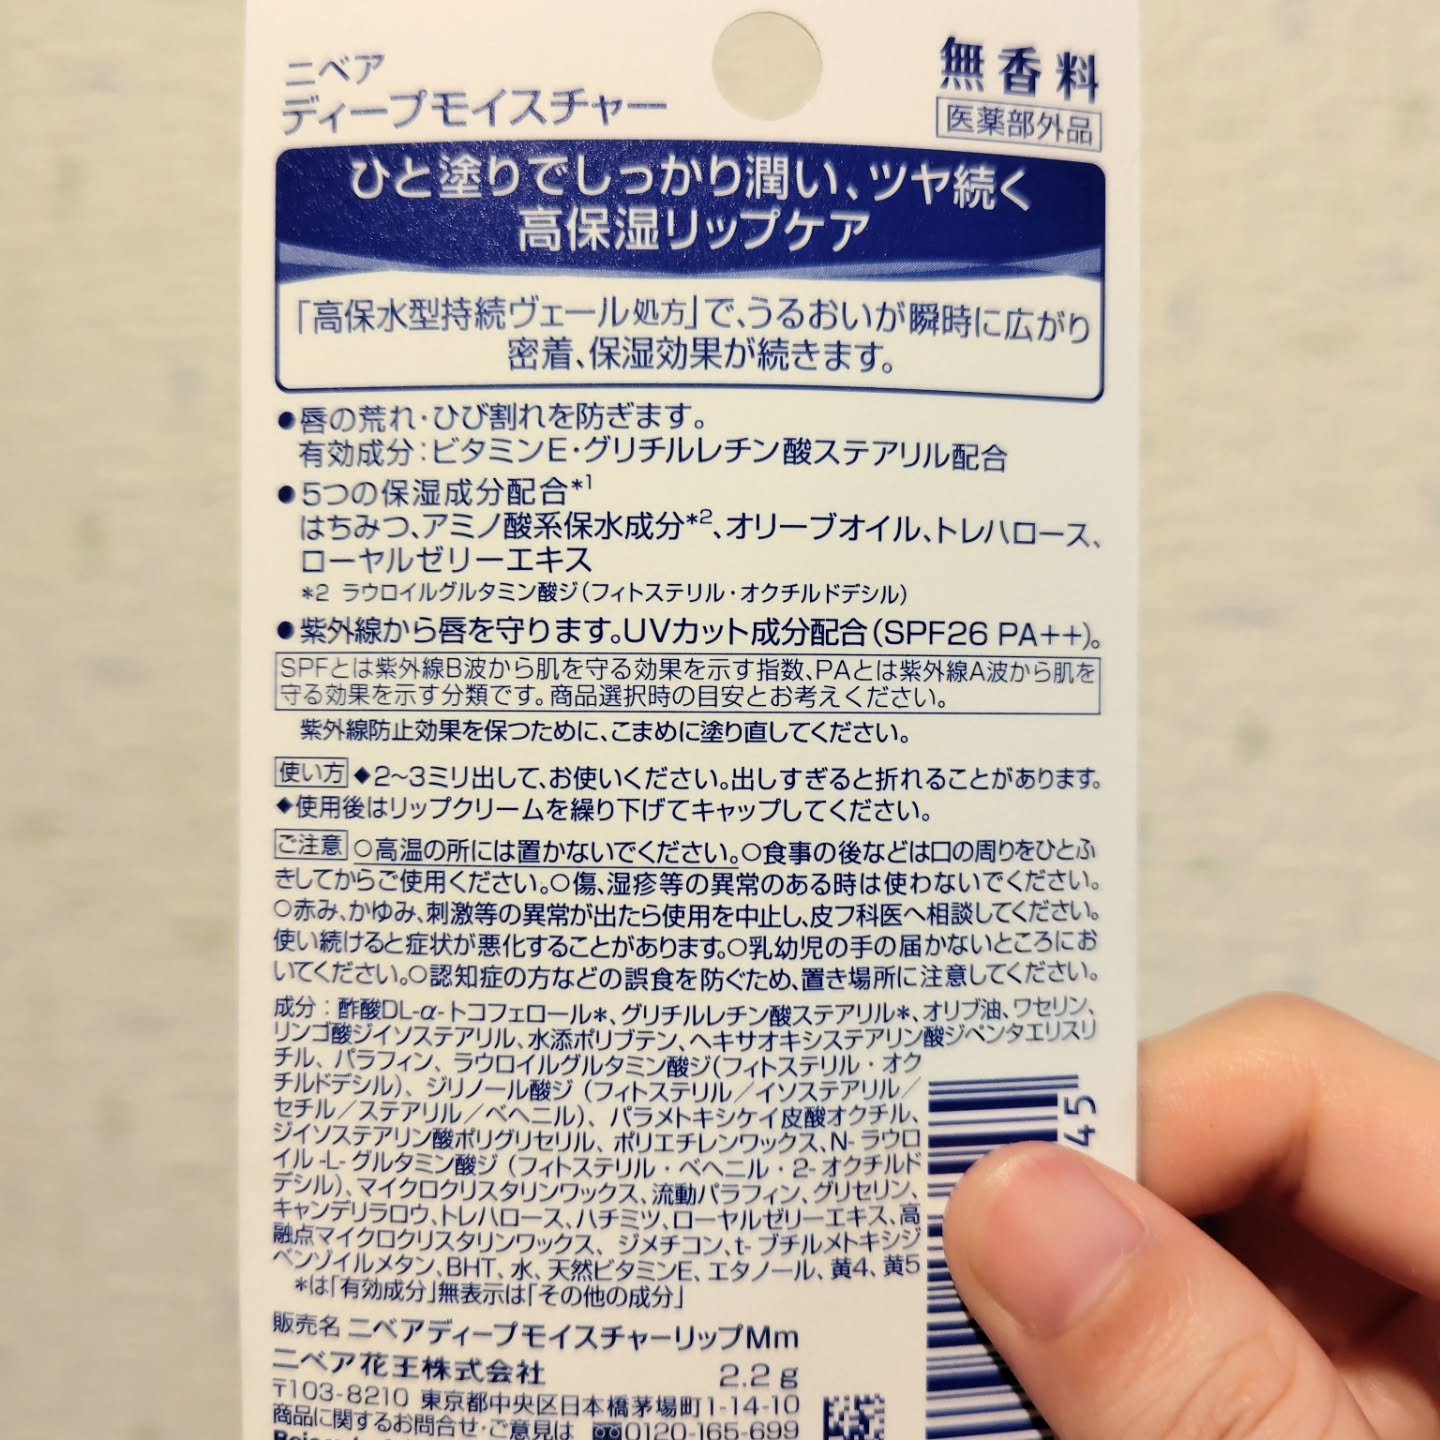 ニベア
ディープモイスチャー
無香料
医薬部外品
ひと塗りでしっかり潤い、ツヤ続く
高保湿リップケア
「高保水型持続ヴェール処方」で、うるおいが瞬時に広がり
密着、保湿効果が続きます。
●唇の荒れ・ひび割れを防ぎます。
有効成分：ビタミンE・グリチルレチン酸ステアリル配合
●5つの保湿成分配合*1
はちみつ、アミノ酸系保水成分*2、オリーブオイル、トレハロース、
ローヤルゼリーエキス
*2 ラウロイルグルタミン酸ジ（フィトステリル・オクチルドデシル）
●紫外線から唇を守ります。UVカット成分配合（SPF26 PA++）。
SPFとは紫外線B波から肌を守る効果を示す指数、PAとは紫外線A波から肌を
守る効果を示す分類です。商品選択時の目安とお考えください。
紫外線防止効果を保つために、こまめに塗り直してください。
使い方 ◆2～3ミリ出して、お使いください。出しすぎると折れることがあります。
◆使用後はリップクリームを繰り下げてキャップしてください。
ご注意 ○高温の所には置かないでください。○食事の後などは口の周りをひとふ
きしてからご使用ください。○傷、湿疹等の異常のある時は使わないでください。
○赤み、かゆみ、刺激等の異常が出たら使用を中止し、皮フ科医へ相談してください。
使い続けると症状が悪化することがあります。○乳幼児の手の届かないところにお
いてください。○認知症の方などの誤食を防ぐため、置き場所に注意してください。
成分：酢酸DL-α-トコフェロール*、グリチルレチン酸ステアリル*、オリブ油、ワセリン、
リンゴ酸ジイソステアリル、水添ポリブテン、ヘキサオキシステアリン酸ジペンタエリスリ
チル、パラフィン、ラウロイルグルタミン酸ジ（フィトステリル・オク
チルドデシル）、ジリノール酸ジ（フィトステリル／イソステアリル／
セチル／ステアリル／ベヘニル）、パラメトキシケイ皮酸オクチル、
ジイソステアリン酸ポリグリセリル、ポリエチレンワックス、N-ラウロ
イル-L-グルタミン酸ジ（フィトステリル・ベヘニル・2-オクチルド
デシル）、マイクロクリスタリンワックス、流動パラフィン、グリセリン、
キャンデリラロウ、トレハロース、ハチミツ、ローヤルゼリーエキス、高
融点マイクロクリスタリンワックス、ジメチコン、t-ブチルメトキシジ
ベンゾイルメタン、BHT、水、天然ビタミンE、エタノール、黄4、黄5
*は「有効成分」無表示は「その他の成分」
販売名 ニベアディープモイスチャーリップMm
ニベア花王株式会社 2.2g
〒103-8210 東京都中央区日本橋茅場町1-14-10
商品に関するお問合せ・ご意見は 0120-165-699
45